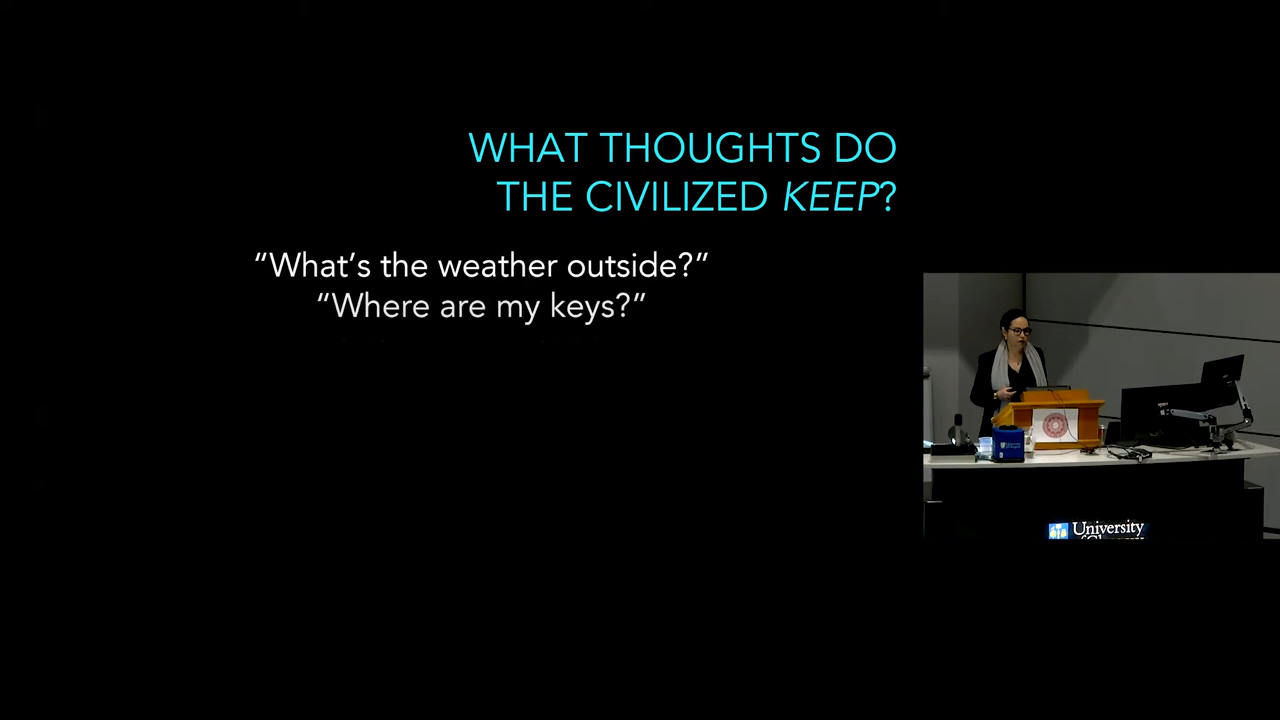 WHAT THOUGHTS DO
THE CIVILIZED KEEP?
“What’s the weather outside?”
“Where are my keys?”
University